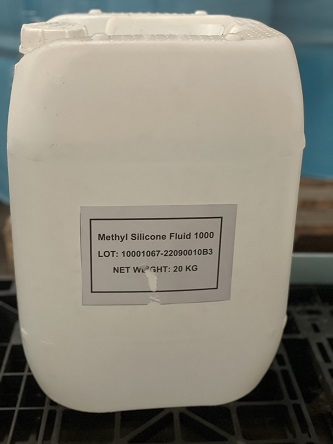 Methyl Silicone Fluid 1000
LOT: 10001067-22090010B3
NET WEIGHT: 20 KG